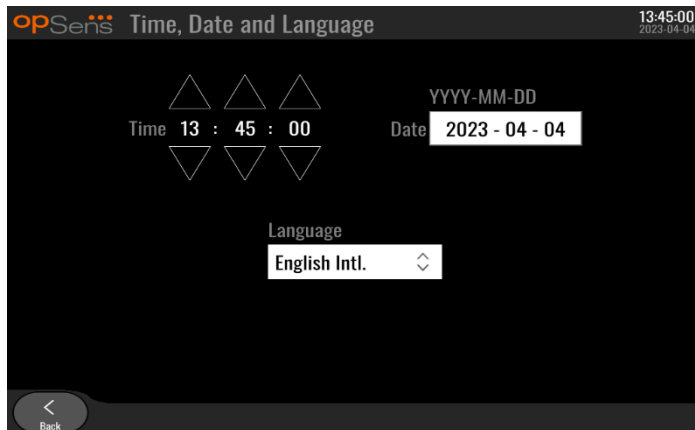 opSens Time, Date and Language
13:45:00
2023-04-04
YYYY-MM-DD
Time 13 : 45 : 00
Date 2023 - 04 - 04
Language
English Intl.
Back